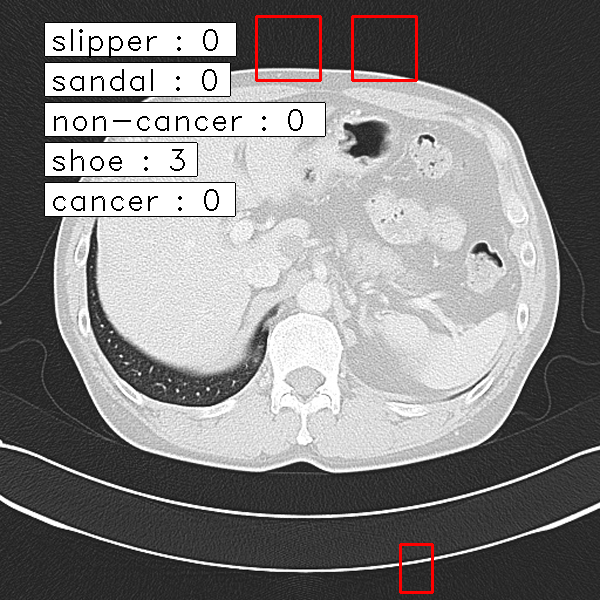 slipper : 0
sandal : 0
non-cancer : 0
shoe : 3
cancer : 0